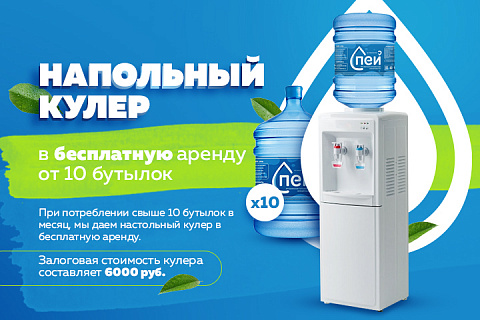 НАПОЛЬНЫЙ
КУЛЕР
в бесплатную аренду
от 10 бутылок
При потреблении свыше 10 бутылок в
месяц, мы даем настольный кулер в
бесплатную аренду.
Залоговая стоимость кулера
составляет 6000 руб.
ПЕЙ
ПЕЙ
x10